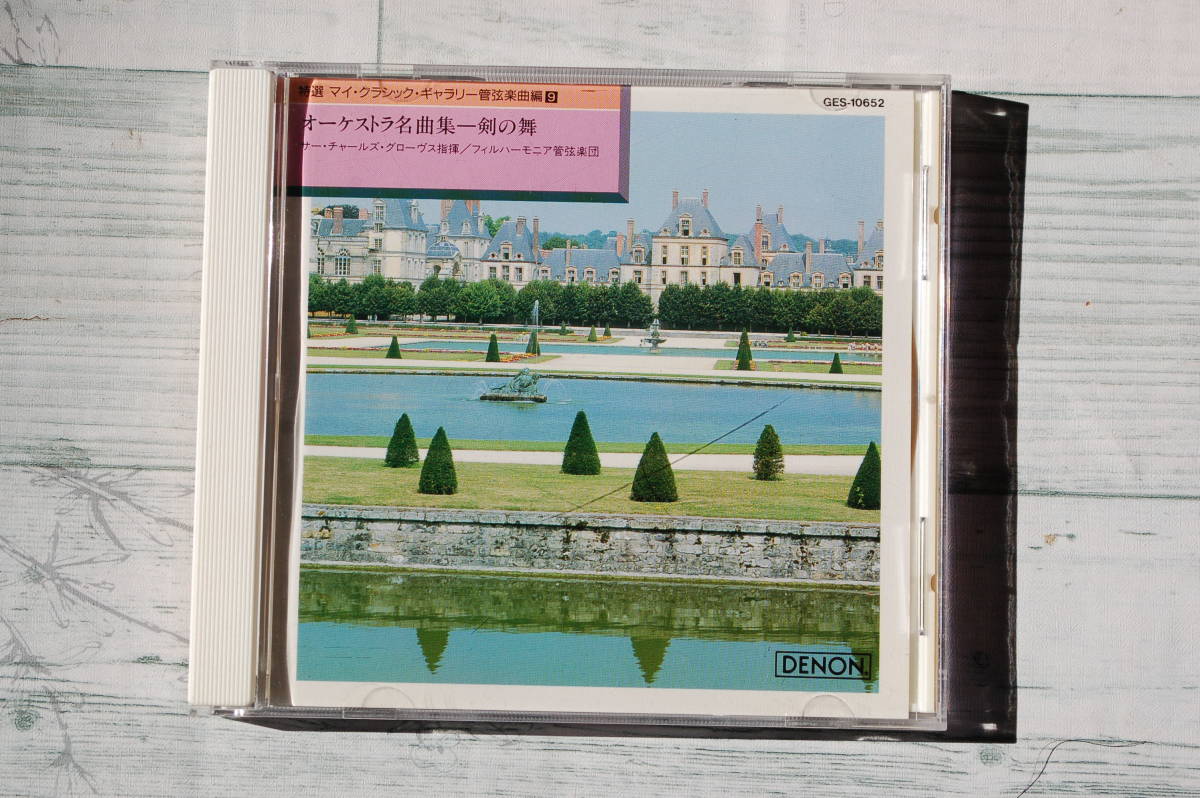 特選 マイ・クラシック・ギャラリー管弦楽曲編9
GES-10652
オーケストラ名曲集―剣の舞
サー・チャールズ・グローヴス指揮／フィルハーモニア管弦楽団
DENON